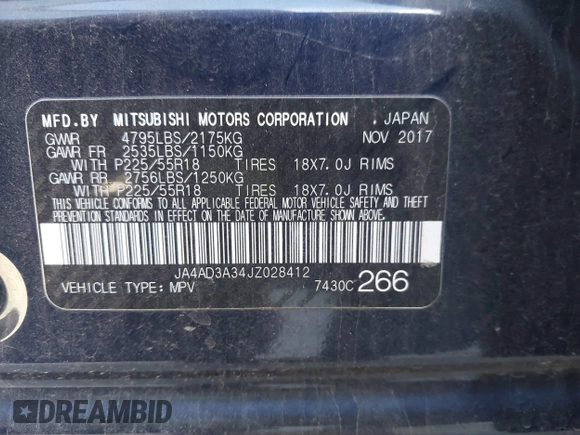 MFD.BY MITSUBISHI MOTORS CORPORATION , JAPAN
GVWR 4795LBS/2175KG NOV 2017
GAWR FR 2535LBS/1150KG
WITH P225/55R18 TIRES 18X7.0J RIMS
GAWR RR 2756LBS/1250KG
WITH P225/55R18 TIRES 18X7.0J RIMS
THIS VEHICLE CONFORMS TO ALL APPLICABLE FEDERAL MOTOR VEHICLE SAFETY, BUMPER, AND THEFT
PREVENTION STANDARDS IN EFFECT ON THE DATE OF MANUFACTURE SHOWN ABOVE.
JA4AD3A34JZ028412
VEHICLE TYPE: MPV 7430C 266
DREAMBID